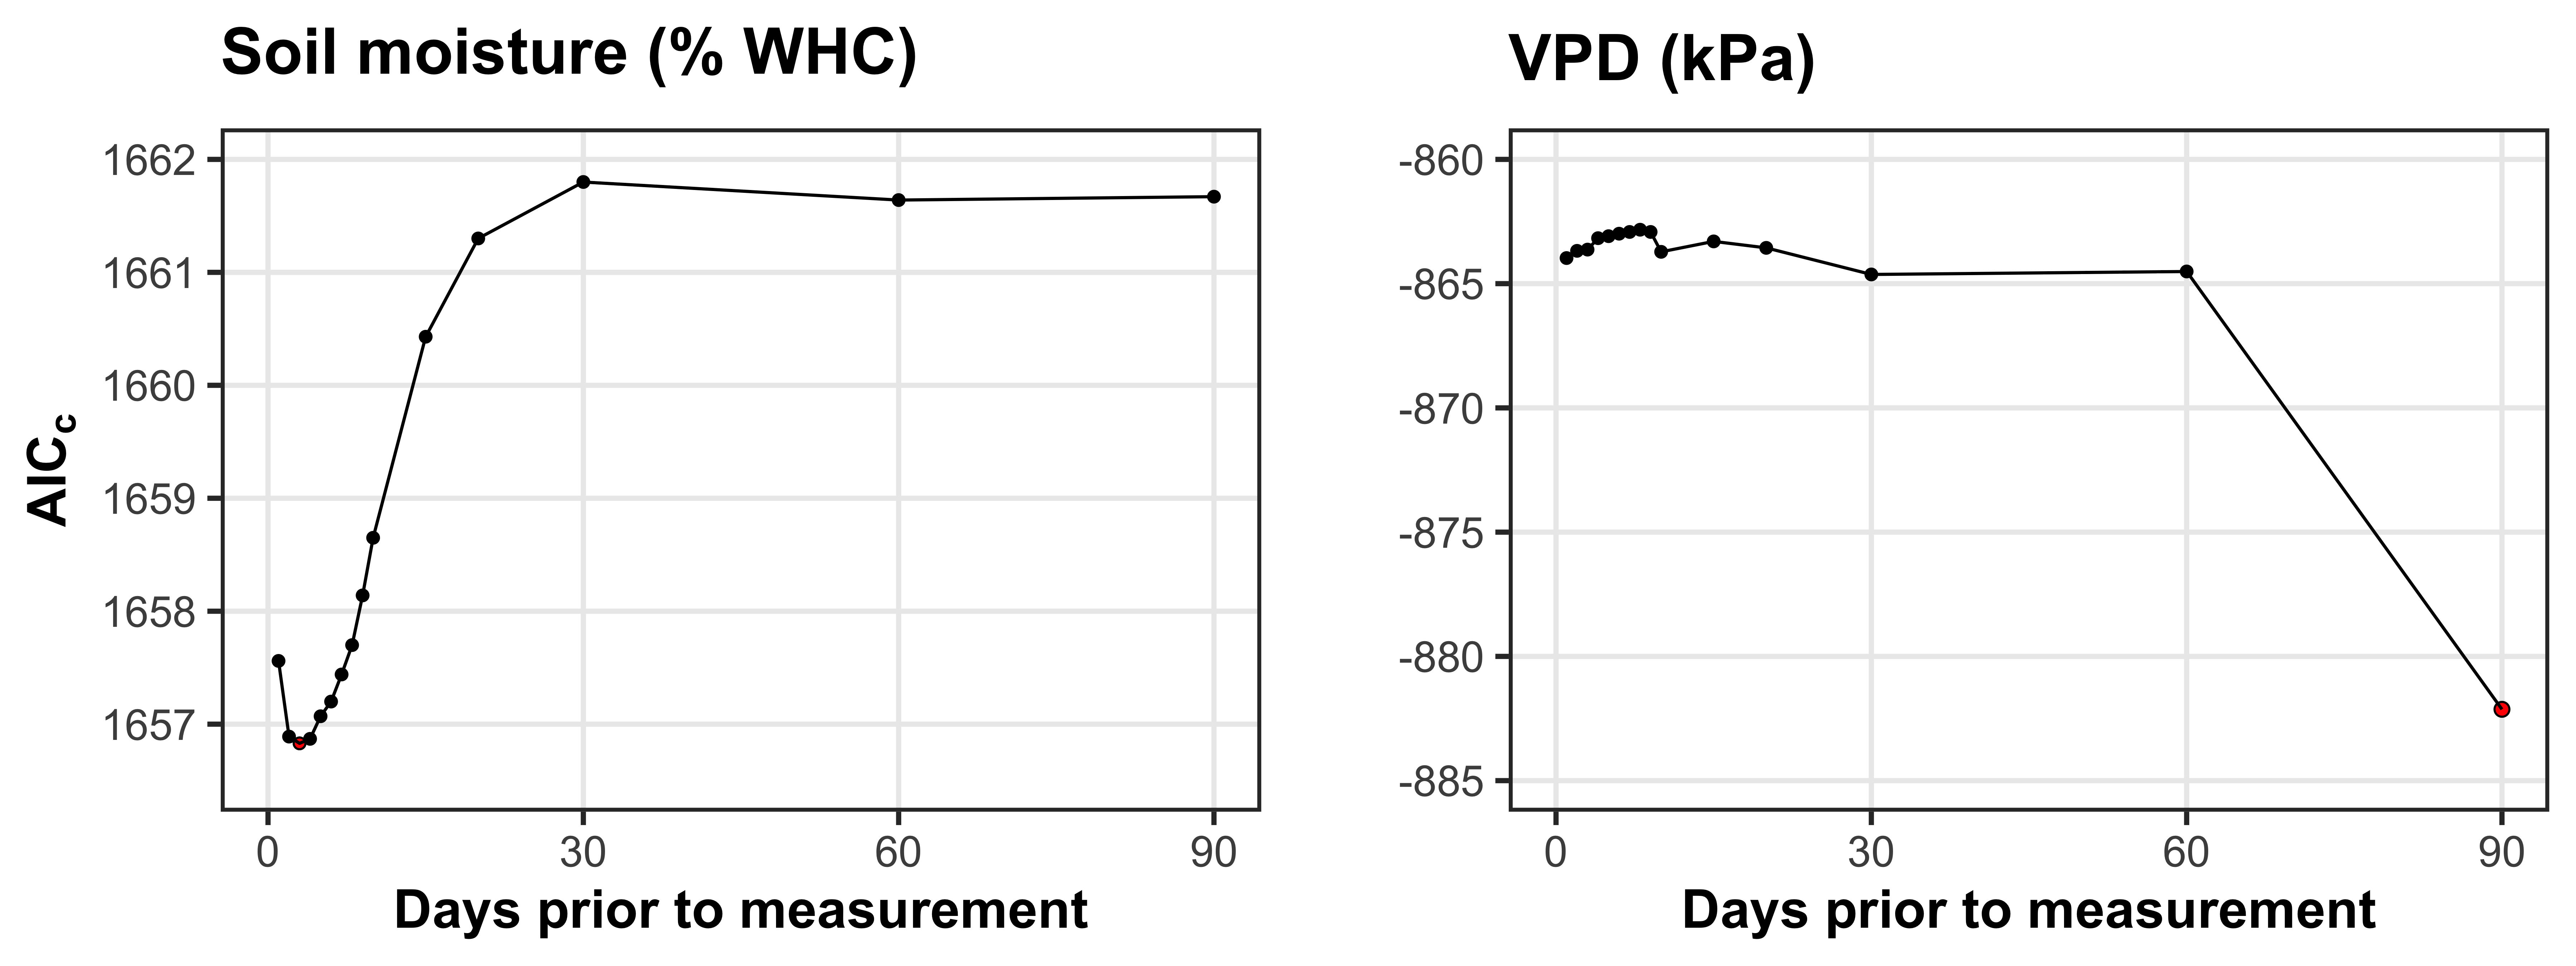 Soil moisture (% WHC)
VPD (kPa)
AICc
1662
1661
1660
1659
1658
1657
0 30 60 90
Days prior to measurement
-860
-865
-870
-875
-880
-885
0 30 60 90
Days prior to measurement